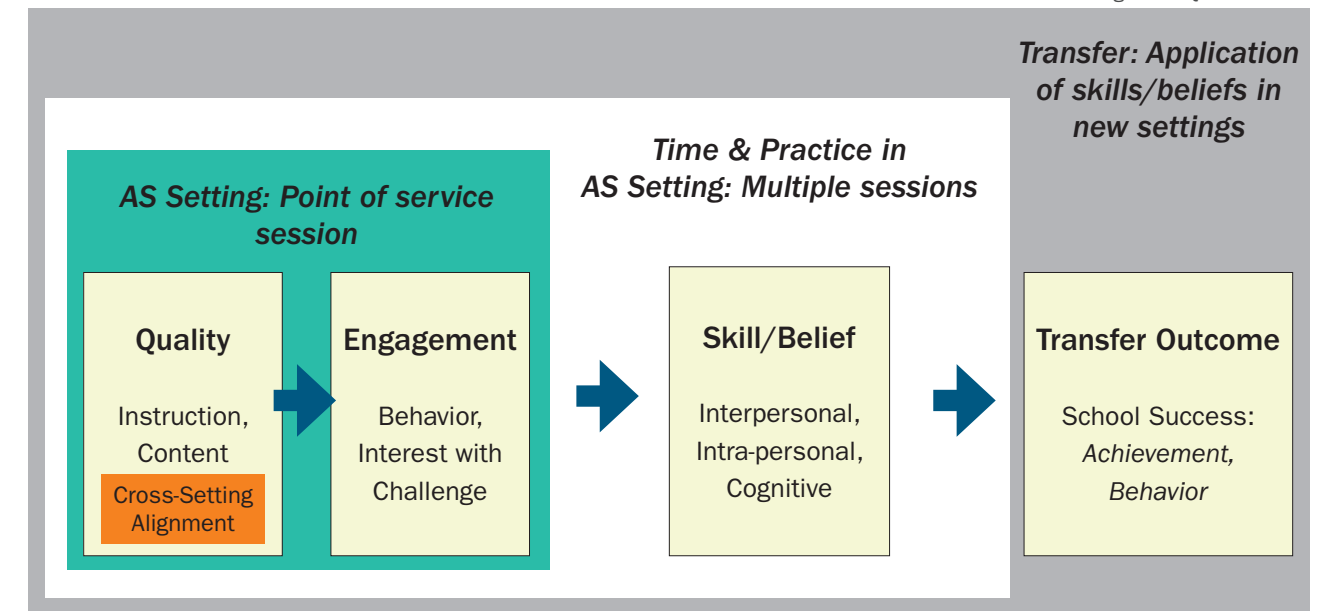 Transfer: Application
of skills/beliefs in
new settings
Time & Practice in
AS Setting: Multiple sessions
AS Setting: Point of service
session
Quality
Instruction,
Content
Cross-Setting
Alignment
Engagement
Behavior,
Interest with
Challenge
Skill/Belief
Interpersonal,
Intra-personal,
Cognitive
Transfer Outcome
School Success:
Achievement,
Behavior